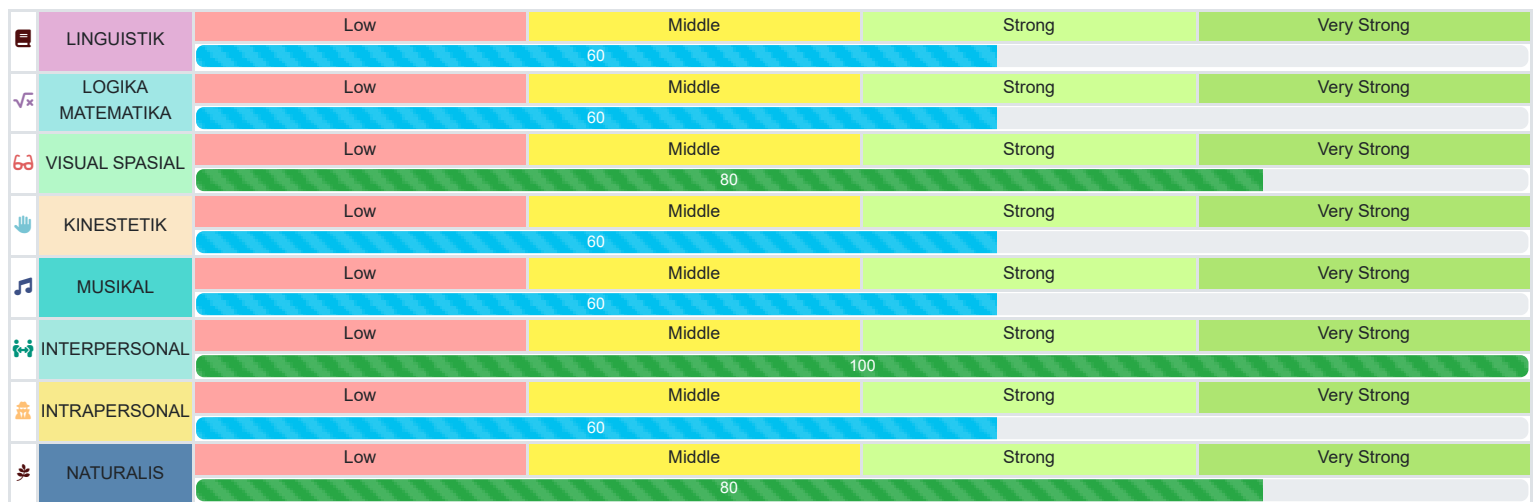 LINGUISTIK
Low Middle Strong Very Strong
60
LOGIKA
MATEMATIKA
Low Middle Strong Very Strong
60
VISUAL SPASIAL
Low Middle Strong Very Strong
80
KINESTETIK
Low Middle Strong Very Strong
60
MUSIKAL
Low Middle Strong Very Strong
60
INTERPERSONAL
Low Middle Strong Very Strong
100
INTRAPERSONAL
Low Middle Strong Very Strong
60
NATURALIS
Low Middle Strong Very Strong
80